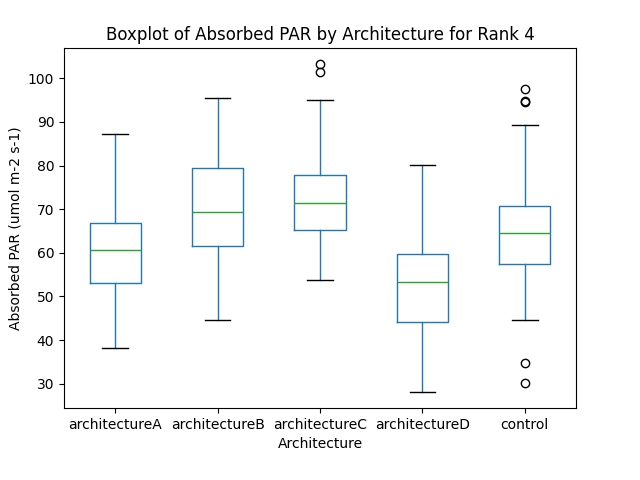 Boxplot of Absorbed PAR by Architecture for Rank 4
100
90
80
70
60
50
40
30
Absorbed PAR (umol m-2 s-1)
architectureA architectureB architectureC architectureD control
Architecture